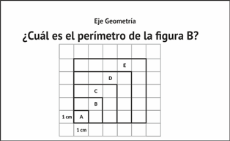 Eje Geometría
¿Cuál es el perímetro de la figura B?
E
D
C
B
1 cm A
1 cm